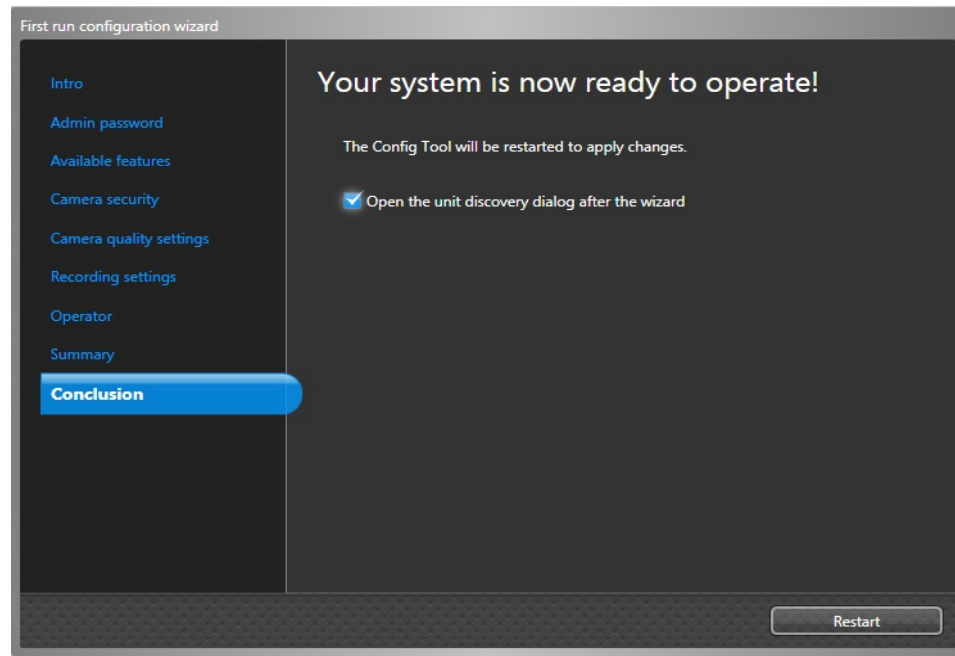 First run configuration wizard
Intro
Admin password
Available features
Camera security
Camera quality settings
Recording settings
Operator
Summary
Conclusion
Your system is now ready to operate!
The Config Tool will be restarted to apply changes.
Open the unit discovery dialog after the wizard
Restart